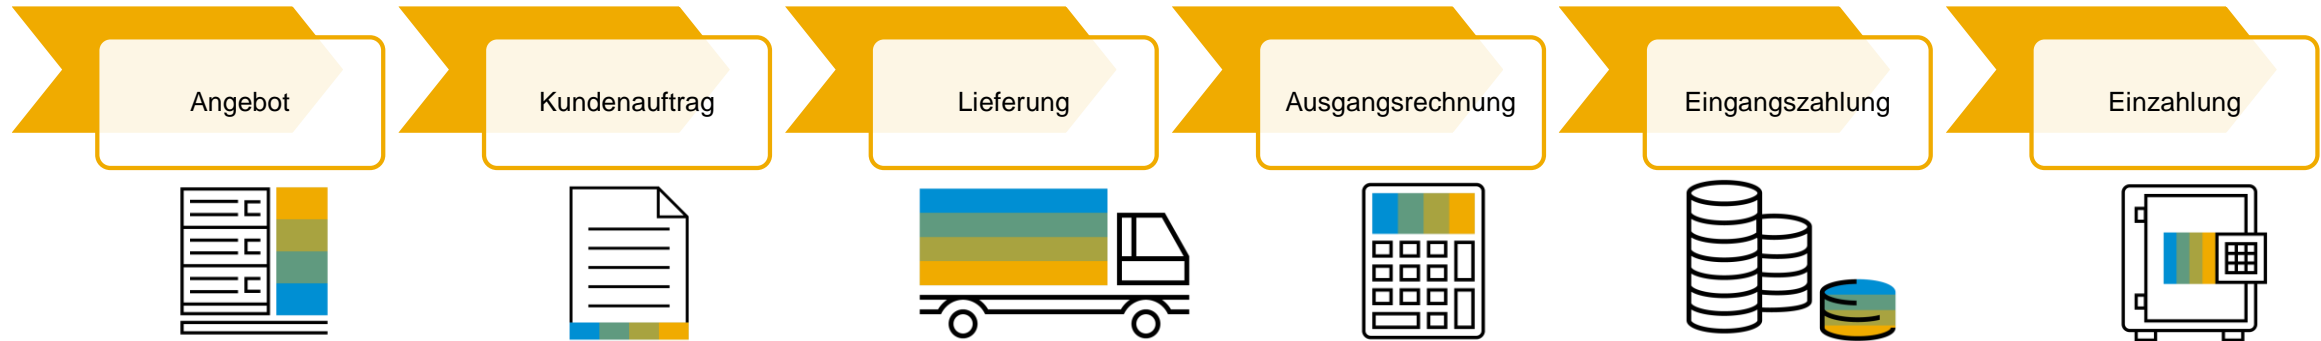 Angebot
Kundenauftrag
Lieferung
Ausgangsrechnung
Eingangszahlung
Einzahlung